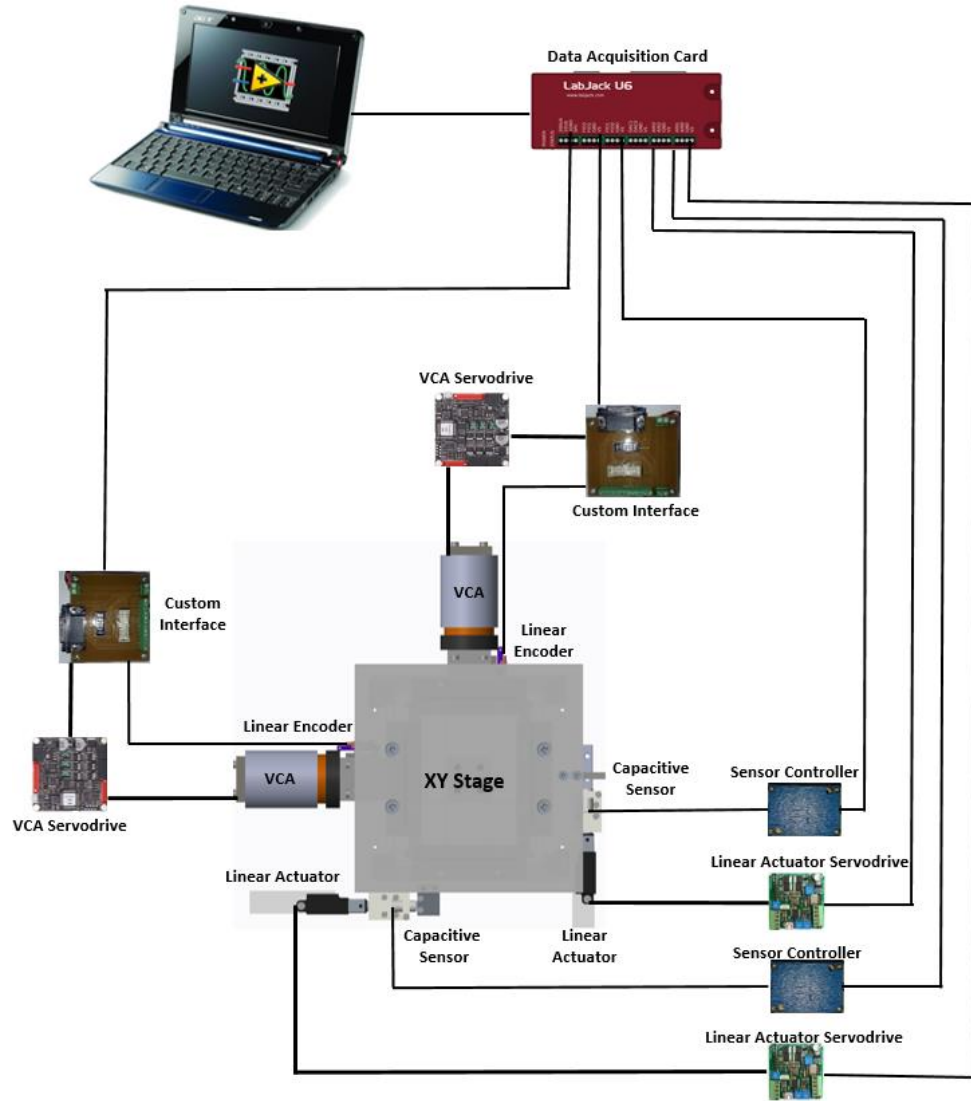 Data Acquisition Card
LabJack U6
VCA Servodrive
Custom Interface
VCA
Custom
Interface
Linear
Encoder
Linear Encoder
VCA
XY Stage
Capacitive
Sensor
Sensor Controller
VCA Servodrive
Linear Actuator
Linear Actuator Servodrive
Capacitive
Sensor
Linear
Actuator
Sensor Controller
Linear Actuator Servodrive